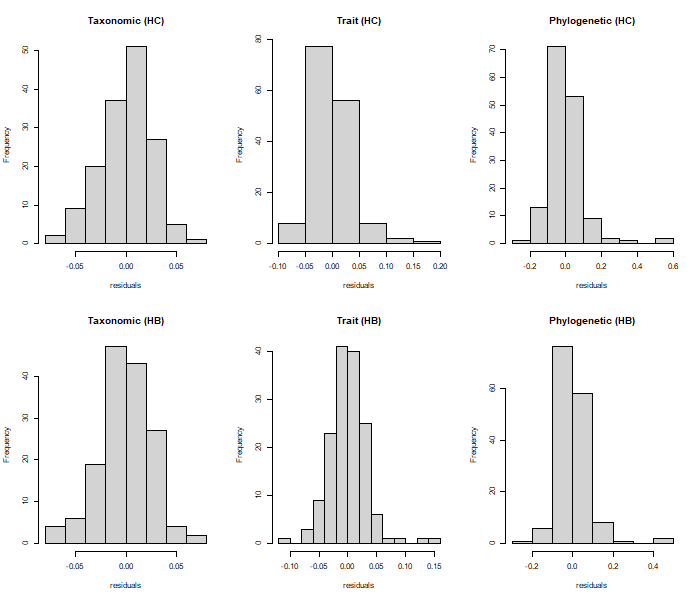 Taxonomic (HC)
Frequency
50
40
30
20
10
0
-0.05 0.00 0.05
residuals
Trait (HC)
Frequency
80
60
40
20
0
-0.10 -0.05 0.00 0.05 0.10 0.15 0.20
residuals
Phylogenetic (HC)
Frequency
70
60
50
40
30
20
10
0
-0.2 0.0 0.2 0.4 0.6
residuals
Taxonomic (HB)
Frequency
40
30
20
10
0
-0.05 0.00 0.05
residuals
Trait (HB)
Frequency
40
30
20
10
0
-0.10 -0.05 0.00 0.05 0.10 0.15
residuals
Phylogenetic (HB)
Frequency
60
40
20
0
-0.2 0.0 0.2 0.4
residuals